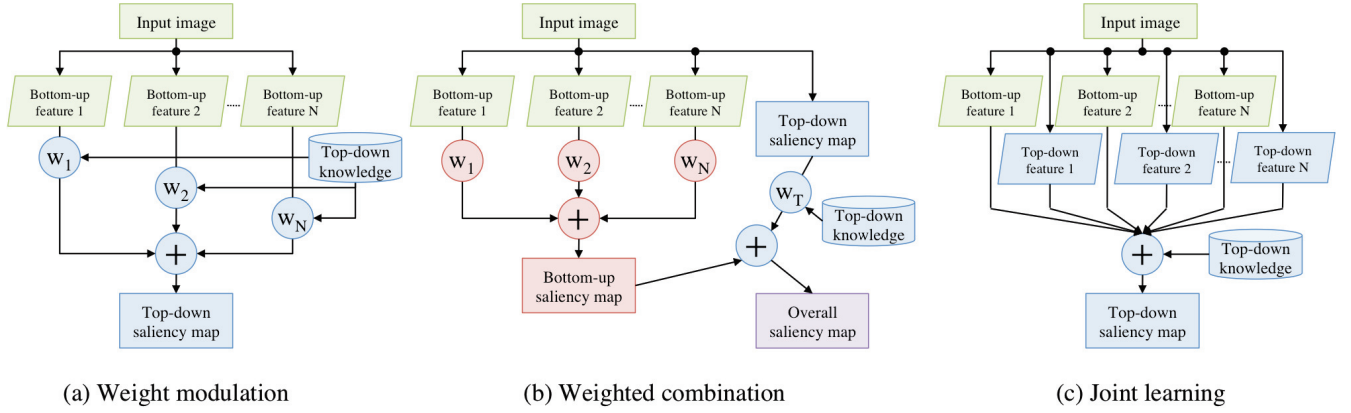 Input image
Bottom-up
feature 1
Bottom-up
feature 2
.....
Bottom-up
feature N
W1
Top-down
knowledge
W2
WN
+
Top-down
saliency map
(a) Weight modulation
Input image
Bottom-up
feature 1
Bottom-up
feature 2
.....
Bottom-up
feature N
Top-down
saliency map
W1
W2
WN
WT
+
Top-down
knowledge
+
Bottom-up
saliency map
Overall
saliency map
(b) Weighted combination
Input image
Bottom-up
feature 1
Bottom-up
feature 2
.....
Bottom-up
feature N
Top-down
feature 1
Top-down
feature 2
.....
Top-down
feature N
+
Top-down
knowledge
Top-down
saliency map
(c) Joint learning